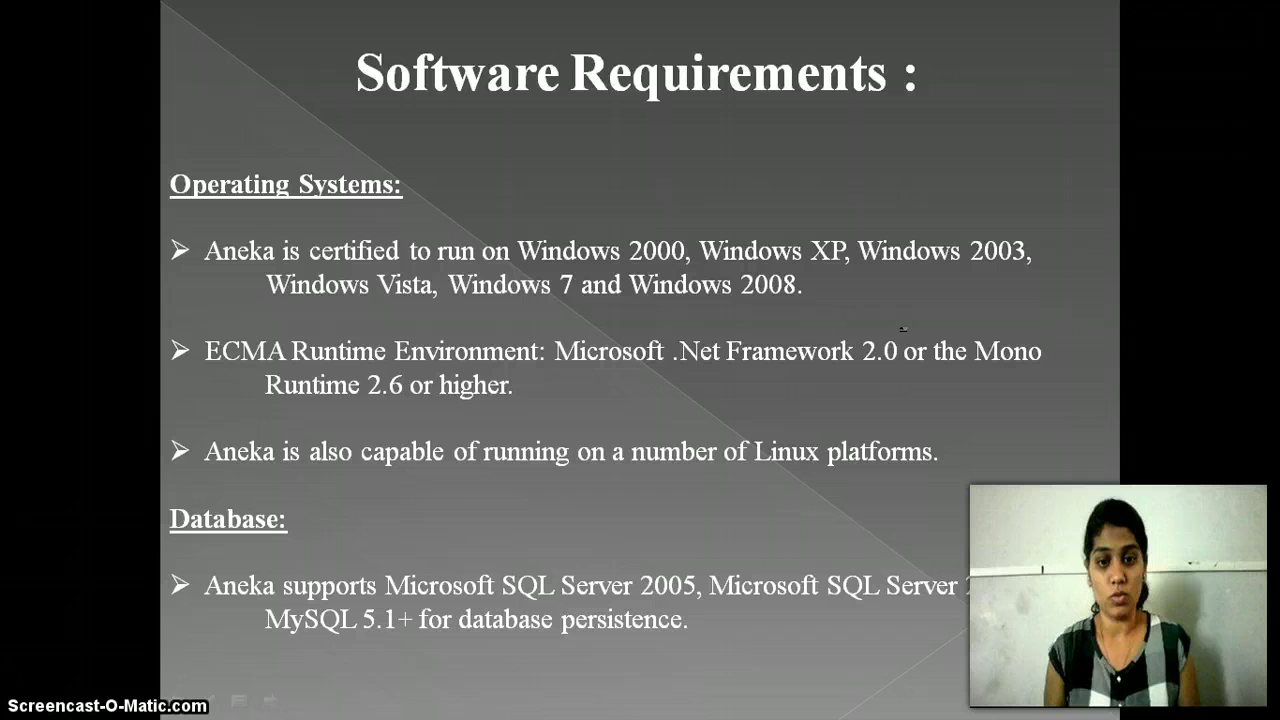 Software Requirements :
Operating Systems:
Aneka is certified to run on Windows 2000, Windows XP, Windows 2003,
Windows Vista, Windows 7 and Windows 2008.
ECMA Runtime Environment: Microsoft .Net Framework 2.0 or the Mono
Runtime 2.6 or higher.
Aneka is also capable of running on a number of Linux platforms.
Database:
Aneka supports Microsoft SQL Server 2005, Microsoft SQL Server
MySQL 5.1+ for database persistence.
Screencast-O-Matic.com